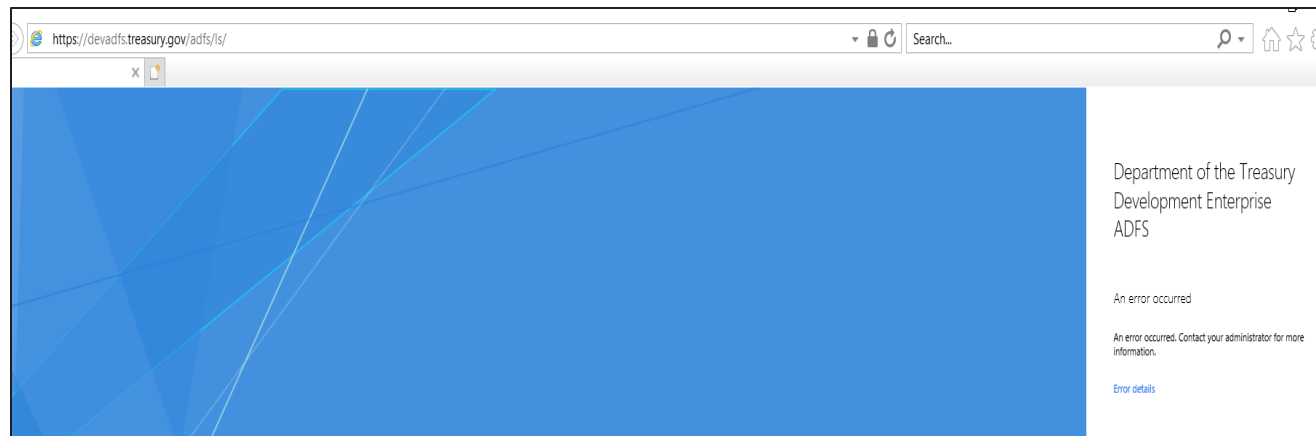 https://devadfs.treasury.gov/adfs/ls/
Search...
Department of the Treasury
Development Enterprise
ADFS
An error occurred
An error occurred. Contact your administrator for more
information.
Error details